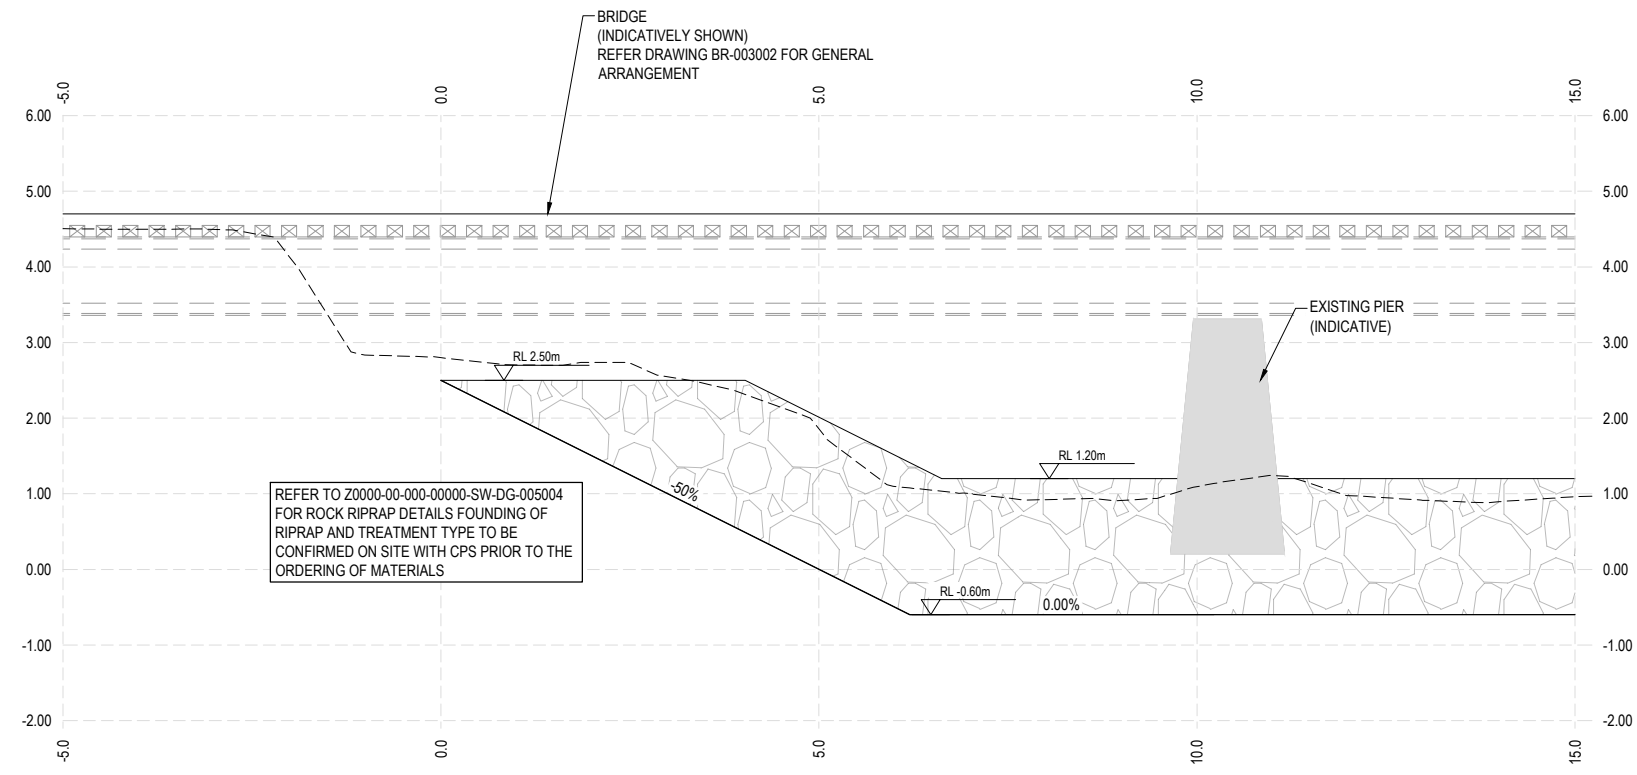 BRIDGE
(INDICATIVELY SHOWN)
REFER DRAWING BR-003002 FOR GENERAL
ARRANGEMENT
-5.0
0.0
5.0
10.0
15.0
6.00
6.00
5.00
5.00
4.00
4.00
EXISTING PIER
(INDICATIVE)
3.00
3.00
RL 2.50m
2.00
2.00
RL 1.20m
-50%
1.00
1.00
REFER TO Z0000-00-000-00000-SW-DG-005004
FOR ROCK RIPRAP DETAILS FOUNDING OF
RIPRAP AND TREATMENT TYPE TO BE
CONFIRMED ON SITE WITH CPS PRIOR TO THE
ORDERING OF MATERIALS
0.00
0.00
RL -0.60m
0.00%
-1.00
-1.00
-2.00
-2.00
-5.0
0.0
5.0
10.0
15.0